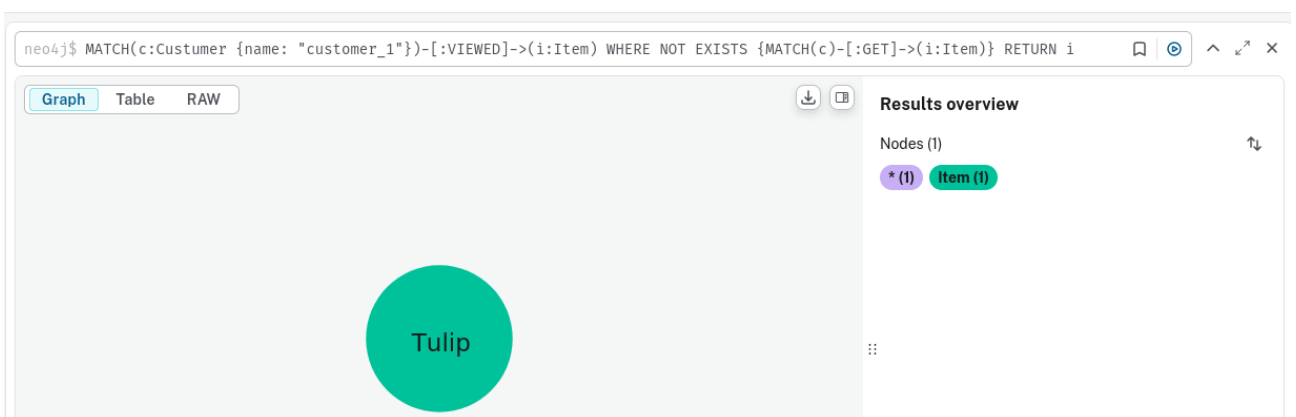 neo4j$ MATCH(c:Custumer {name: "customer_1"})-[:VIEWED]->(i:Item) WHERE NOT EXISTS {MATCH(c)-[:GET]->(i:Item)} RETURN i
Graph Table RAW
Results overview
Nodes (1)
* (1) Item (1)
Tulip